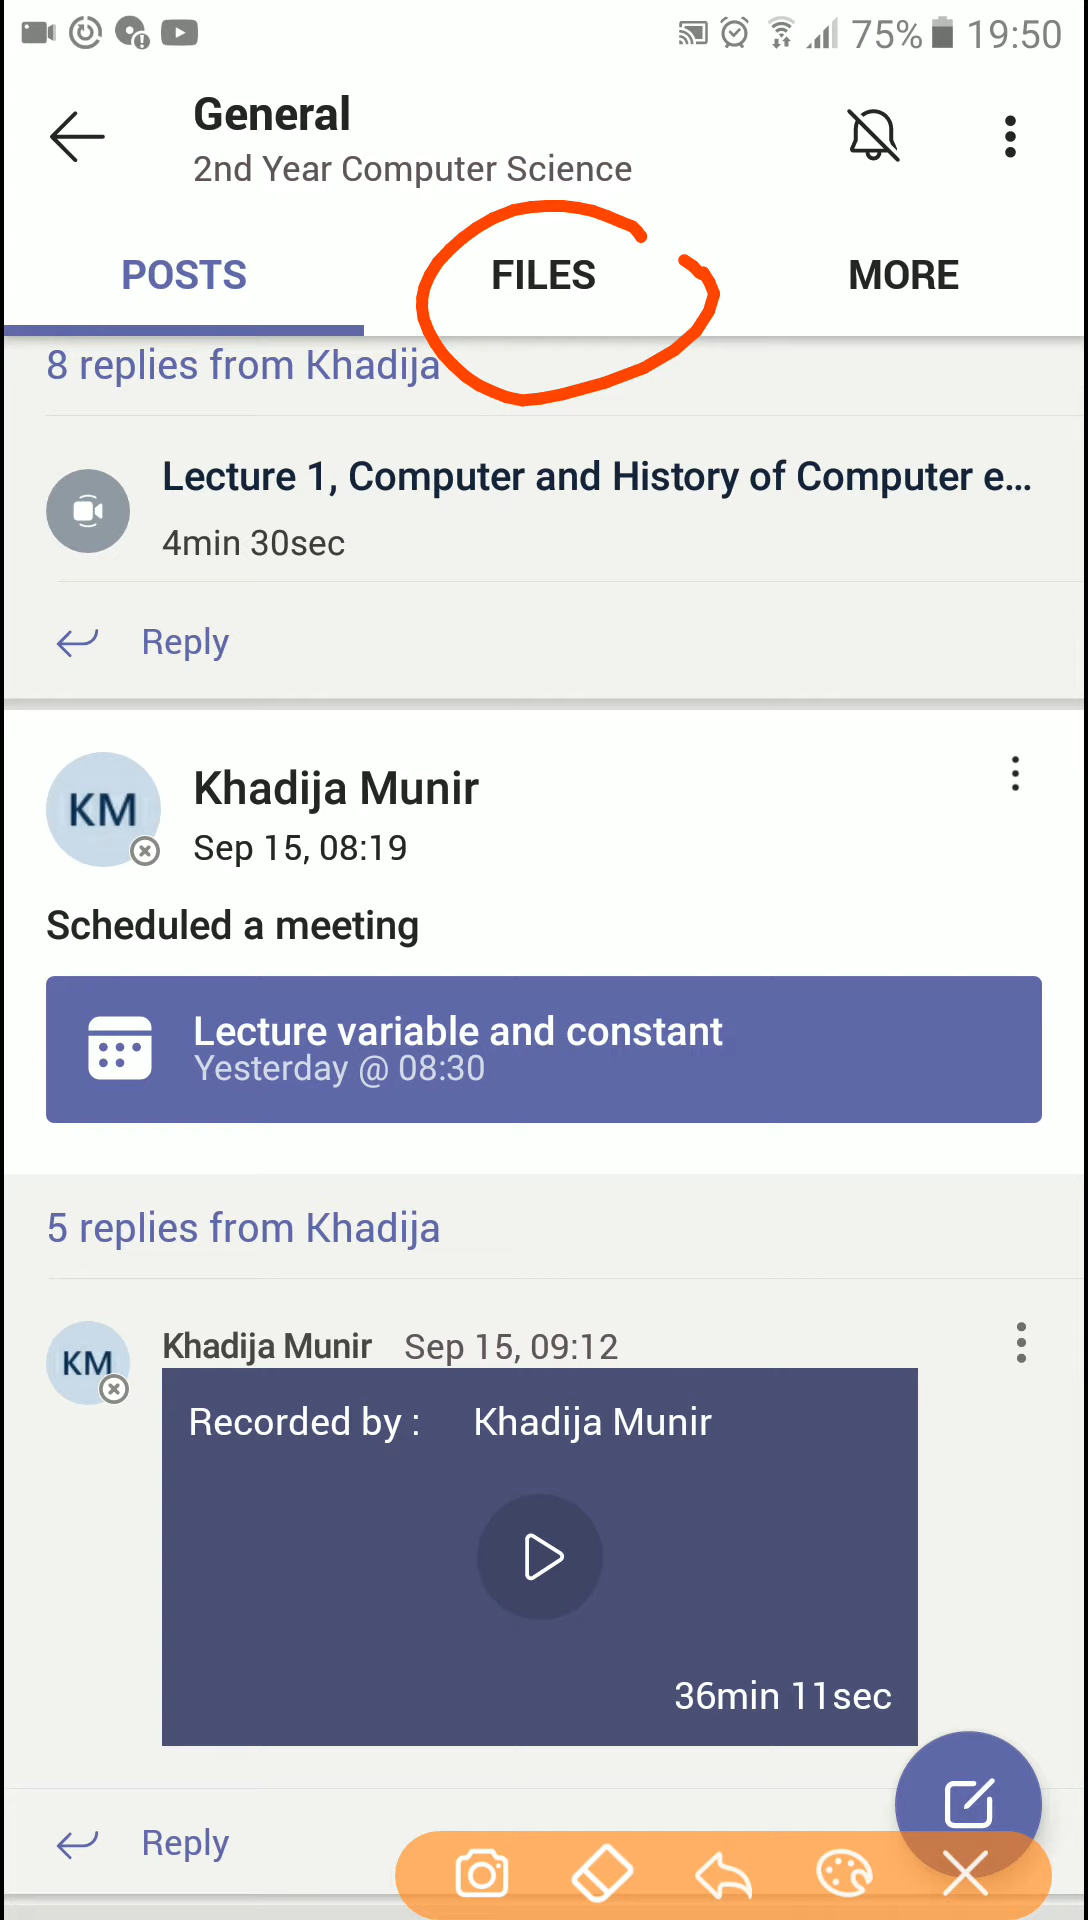 75% 19:50
General
2nd Year Computer Science
POSTS FILES MORE
8 replies from Khadija
Lecture 1, Computer and History of Computer e...
4min 30sec
Reply
KM Khadija Munir
Sep 15, 08:19
Scheduled a meeting
Lecture variable and constant
Yesterday @ 08:30
5 replies from Khadija
KM Khadija Munir Sep 15, 09:12
Recorded by : Khadija Munir
36min 11sec
Reply